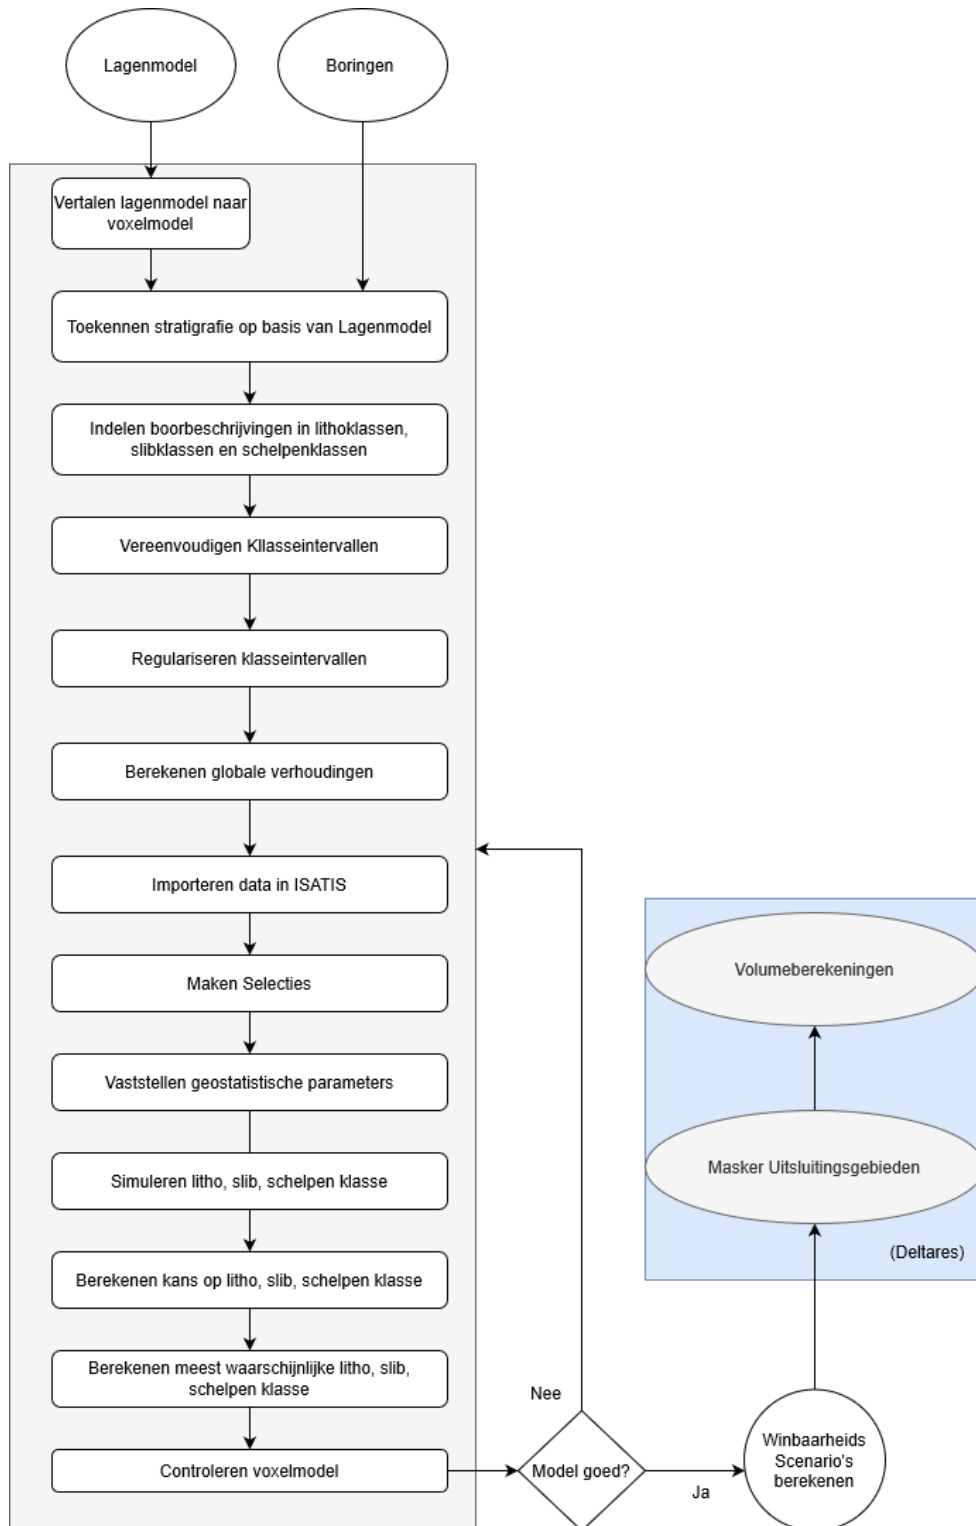 Lagenmodel
Boringen
Vertalen lagenmodel naar
voxelmodel
Toekennen stratigrafie op basis van Lagenmodel
Indelen boorbeschrijvingen in lithoklassen,
slibklassen en schelpenklassen
Vereenvoudigen Kllasseintervallen
Regulariseren klasseintervallen
Berekenen globale verhoudingen
Importeren data in ISATIS
Maken Selecties
Vaststellen geostatistische parameters
Simuleren litho, slib, schelpen klasse
Berekenen kans op litho, slib, schelpen klasse
Berekenen meest waarschijnlijke litho, slib,
schelpen klasse
Controleren voxelmodel
Model goed?
Nee
Ja
Winbaarheids
Scenario's
berekenen
(Deltares)
Masker Uitsluitingsgebieden
Volumeberekeningen